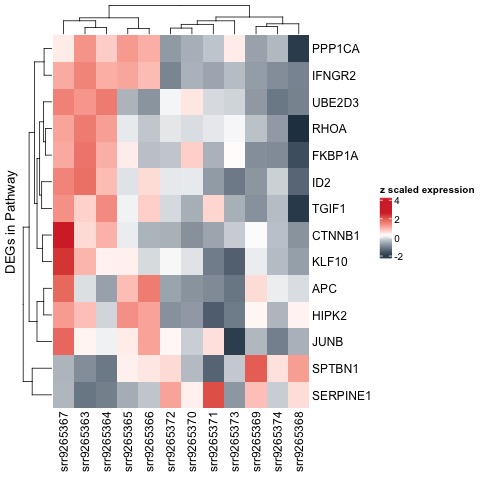 PPP1CA
IFNGR2
UBE2D3
RHOA
FKBP1A
ID2
TGIF1
CTNNB1
KLF10
APC
HIPK2
JUNB
SPTBN1
SERPINE1
DEGs in Pathway
z scaled expression
4
2
0
-2
srr9265367
srr9265363
srr9265364
srr9265365
srr9265366
srr9265372
srr9265370
srr9265371
srr9265373
srr9265369
srr9265374
srr9265368